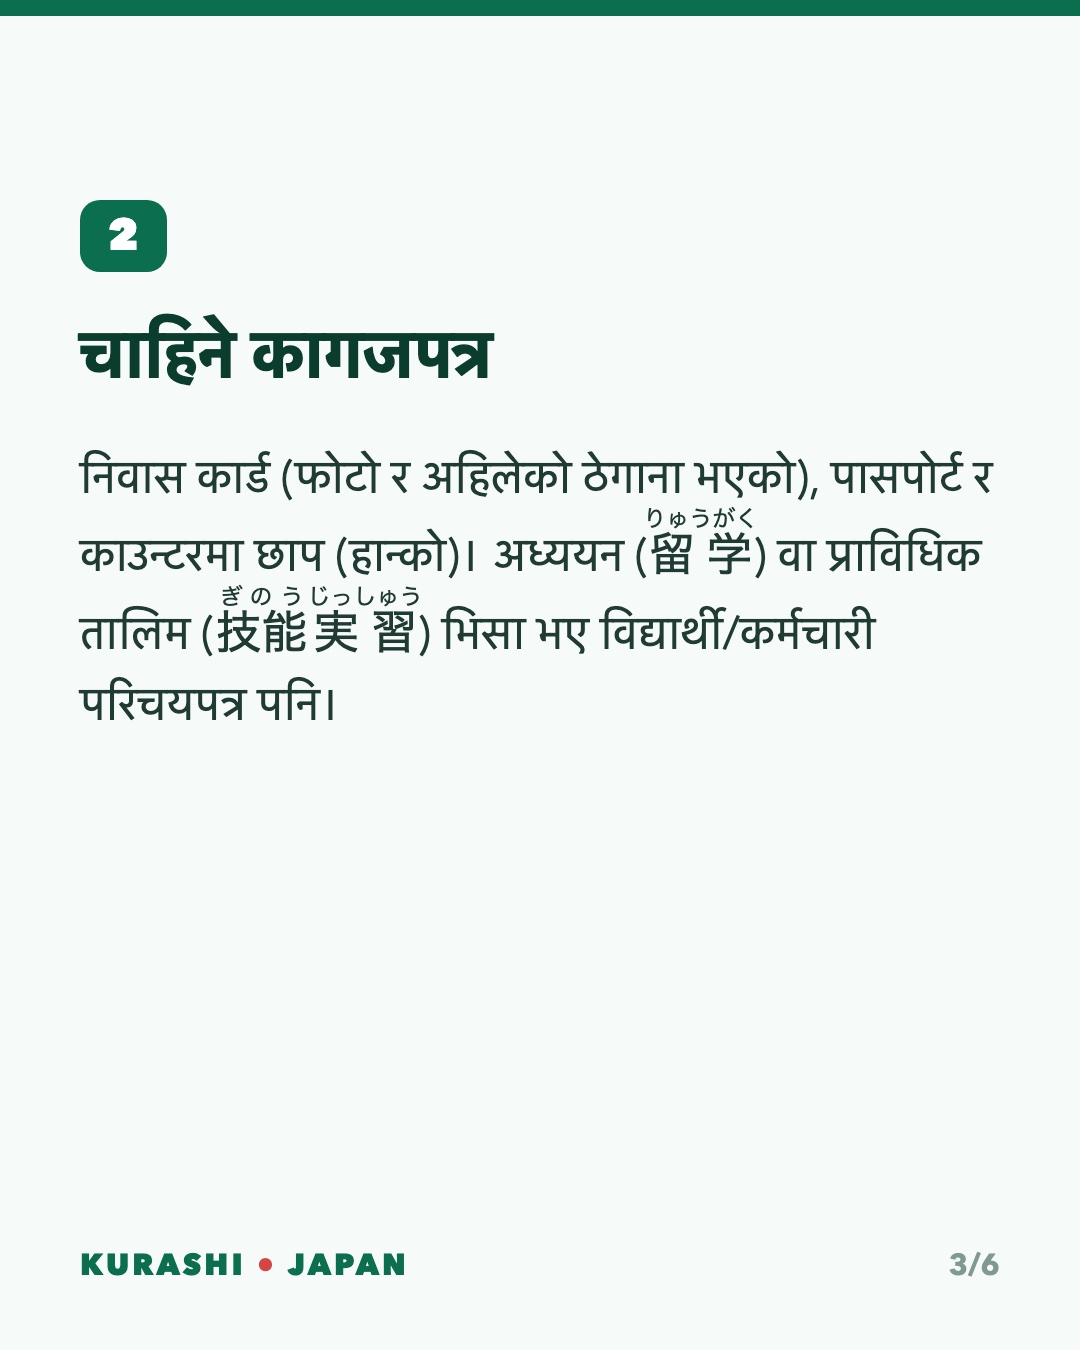 2
चाहिने कागजपत्र
निवास कार्ड (फोटो र अहिलेको ठेगाना भएको), पासपोर्ट र
りゅうがく
काउन्टरमा छाप (हान्को)। अध्ययन (留学) वा प्राविधिक
ぎのうじっしゅう
तालिम (技能実習) भिसा भए विद्यार्थी/कर्मचारी
परिचयपत्र पनि।
KURASHI • JAPAN
3/6